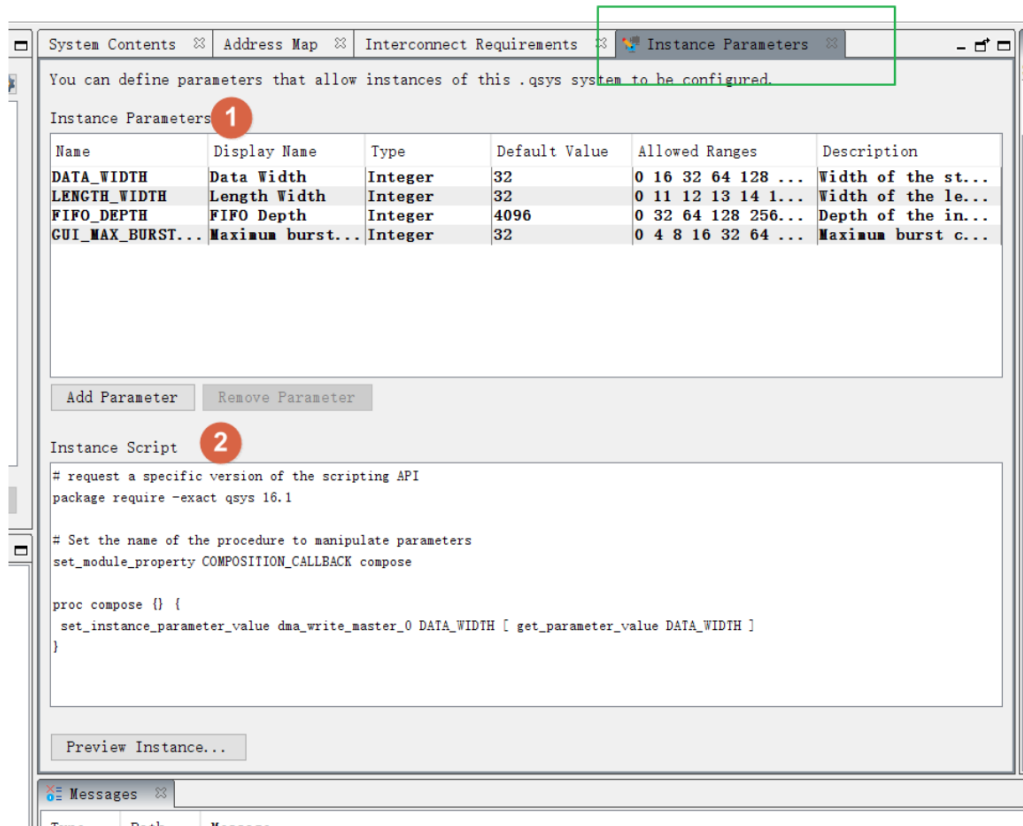 System Contents Address Map Interconnect Requirements Instance Parameters
You can define parameters that allow instances of this .qsys system to be configured.
Instance Parameters 1
Name Display Name Type Default Value Allowed Ranges Description
DATA_WIDTH Data Width Integer 32 0 16 32 64 128 ... Width of the st...
LENGTH_WIDTH Length Width Integer 32 0 11 12 13 14 1... Width of the le...
FIFO_DEPTH FIFO Depth Integer 4096 0 32 64 128 256... Depth of the in...
GUI_MAX_BURST... Maximum burst... Integer 32 0 4 8 16 32 64 ... Maximum burst c...
Add Parameter Remove Parameter
Instance Script 2
# request a specific version of the scripting API
package require -exact qsys 16.1
# Set the name of the procedure to manipulate parameters
set_module_property COMPOSITION_CALLBACK compose
proc compose {} {
set_instance_parameter_value dma_write_master_0 DATA_WIDTH [ get_parameter_value DATA_WIDTH ]
}
Preview Instance...
Messages
Type Path Message